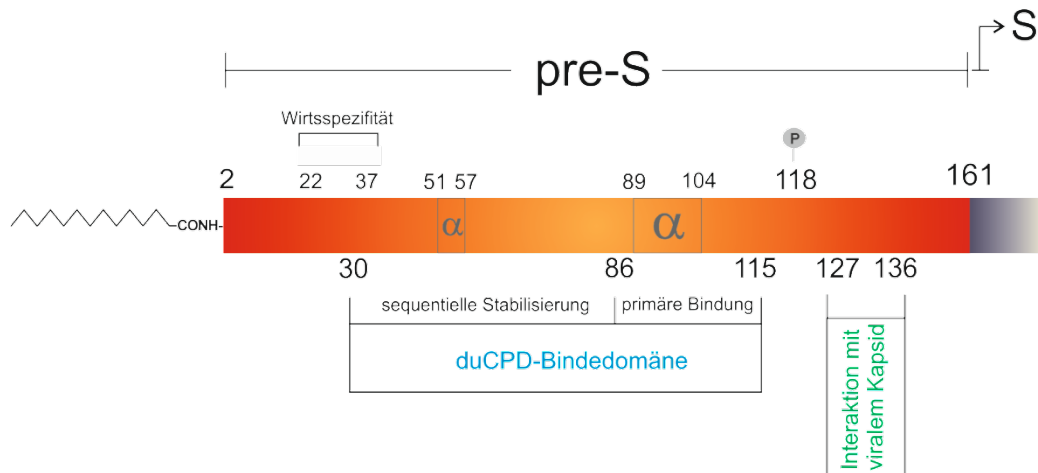 S
pre-S
Wirtsspezifität
P
2 22 37 51 57 89 104 118 161
-CONH-
α α
30 86 115 127 136
sequentielle Stabilisierung primäre Bindung
duCPD-Bindedomäne
Interaktion mit
viralem Kapsid